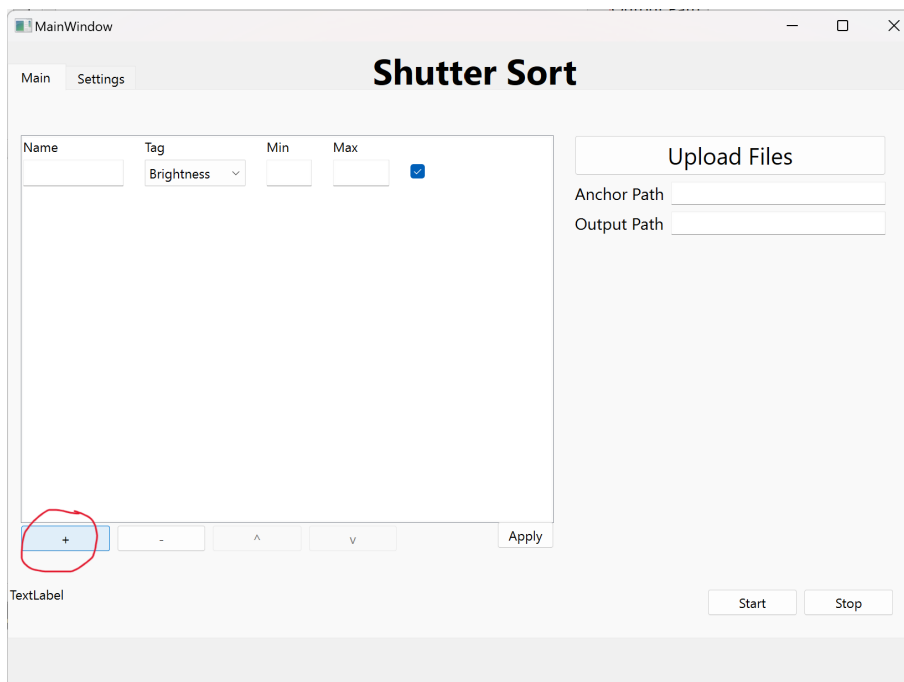 MainWindow
Shutter Sort
Main Settings
Name Tag Min Max
Brightness
Upload Files
Anchor Path
Output Path
+ - ^ v
Apply
TextLabel
Start Stop